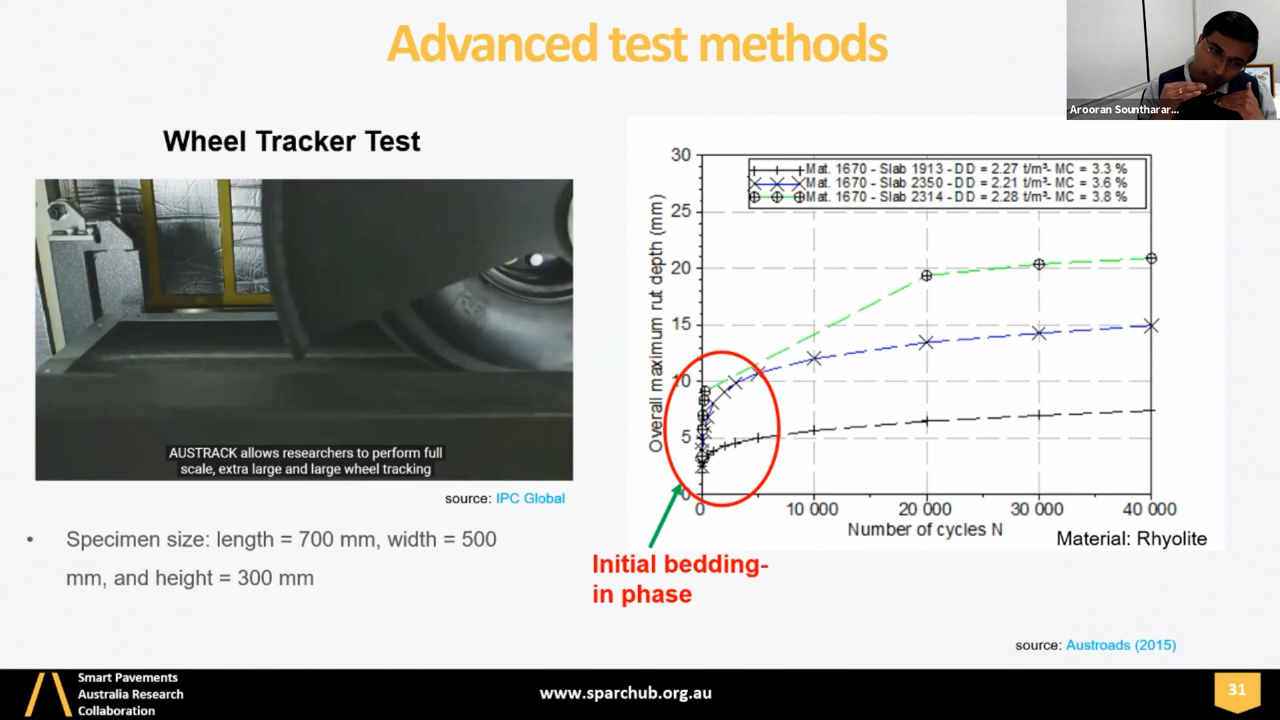 Advanced test methods
Arooran Sounтharar...
Wheel Tracker Test
AUSTRACK allows researchers to perform full
scale, extra large and large wheel tracking
source: IPC Global
• Specimen size: length = 700 mm, width = 500
mm, and height = 300 mm
Mat. 1670 - Slab 1913 - DD = 2.27 t/m³- MC = 3.3 %
Mat. 1670 - Slab 2350 - DD = 2.21 t/m³- MC = 3.6 %
Mat. 1670 - Slab 2314 - DD = 2.28 t/m³- MC = 3.8 %
Overall maximum rut depth (mm)
30
25
20
15
10
5
0
0 10 000 20 000 30 000 40 000
Number of cycles N
Material: Rhyolite
Initial bedding-
in phase
source: Austroads (2015)
Smart Pavements
Australia Research
Collaboration
www.sparchub.org.au
31